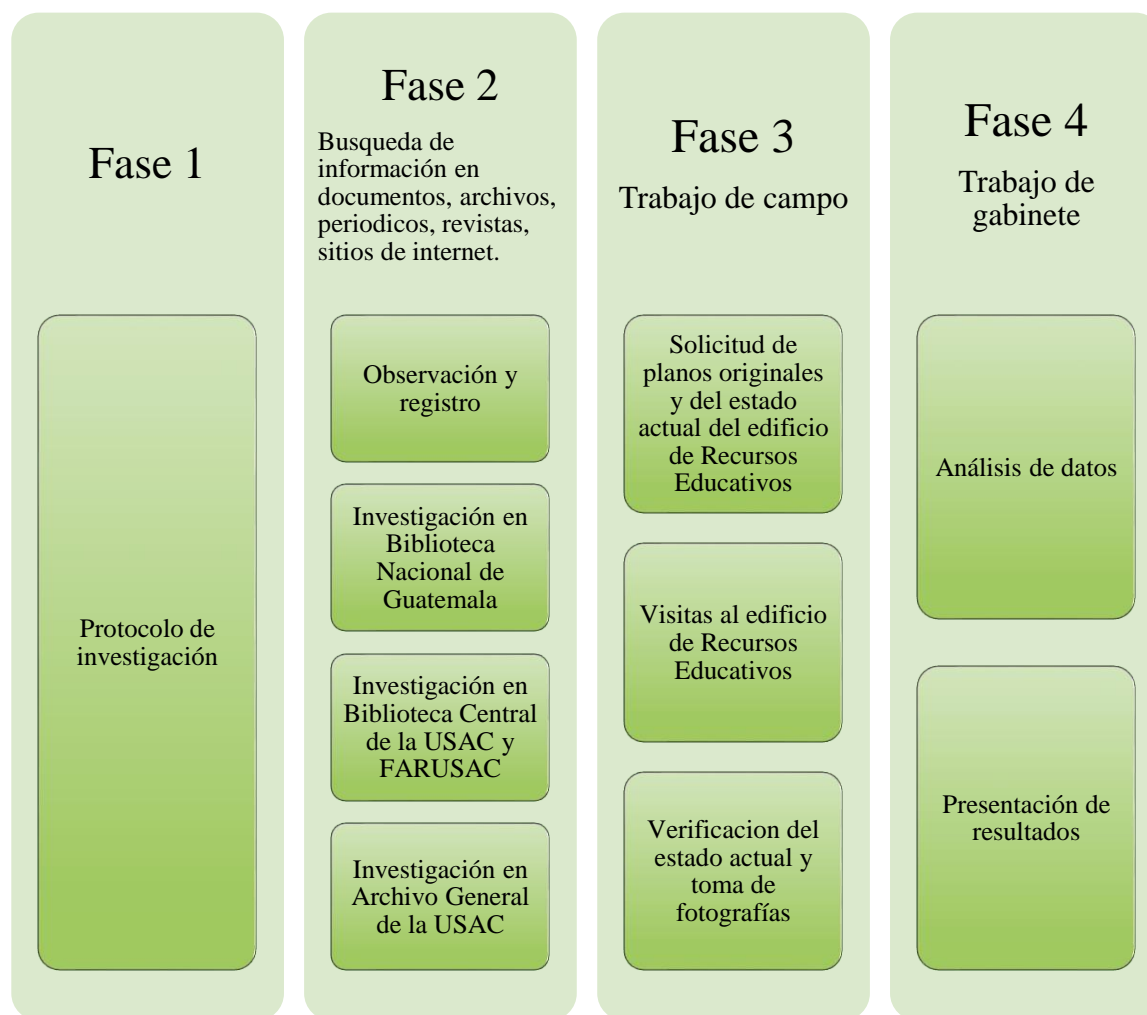 Fase 1
Protocolo de
investigación
Fase 2
Busqueda de
información en
documentos, archivos,
periodicos, revistas,
sitios de internet.
Observación y
registro
Investigación en
Biblioteca
Nacional de
Guatemala
Investigación en
Biblioteca Central
de la USAC y
FARUSAC
Investigación en
Archivo General
de la USAC
Fase 3
Trabajo de campo
Solicitud de
planos originales
y del estado
actual del edificio
de Recursos
Educativos
Visitas al edificio
de Recursos
Educativos
Verificacion del
estado actual y
toma de
fotografías
Fase 4
Trabajo de
gabinete
Análisis de datos
Presentación de
resultados